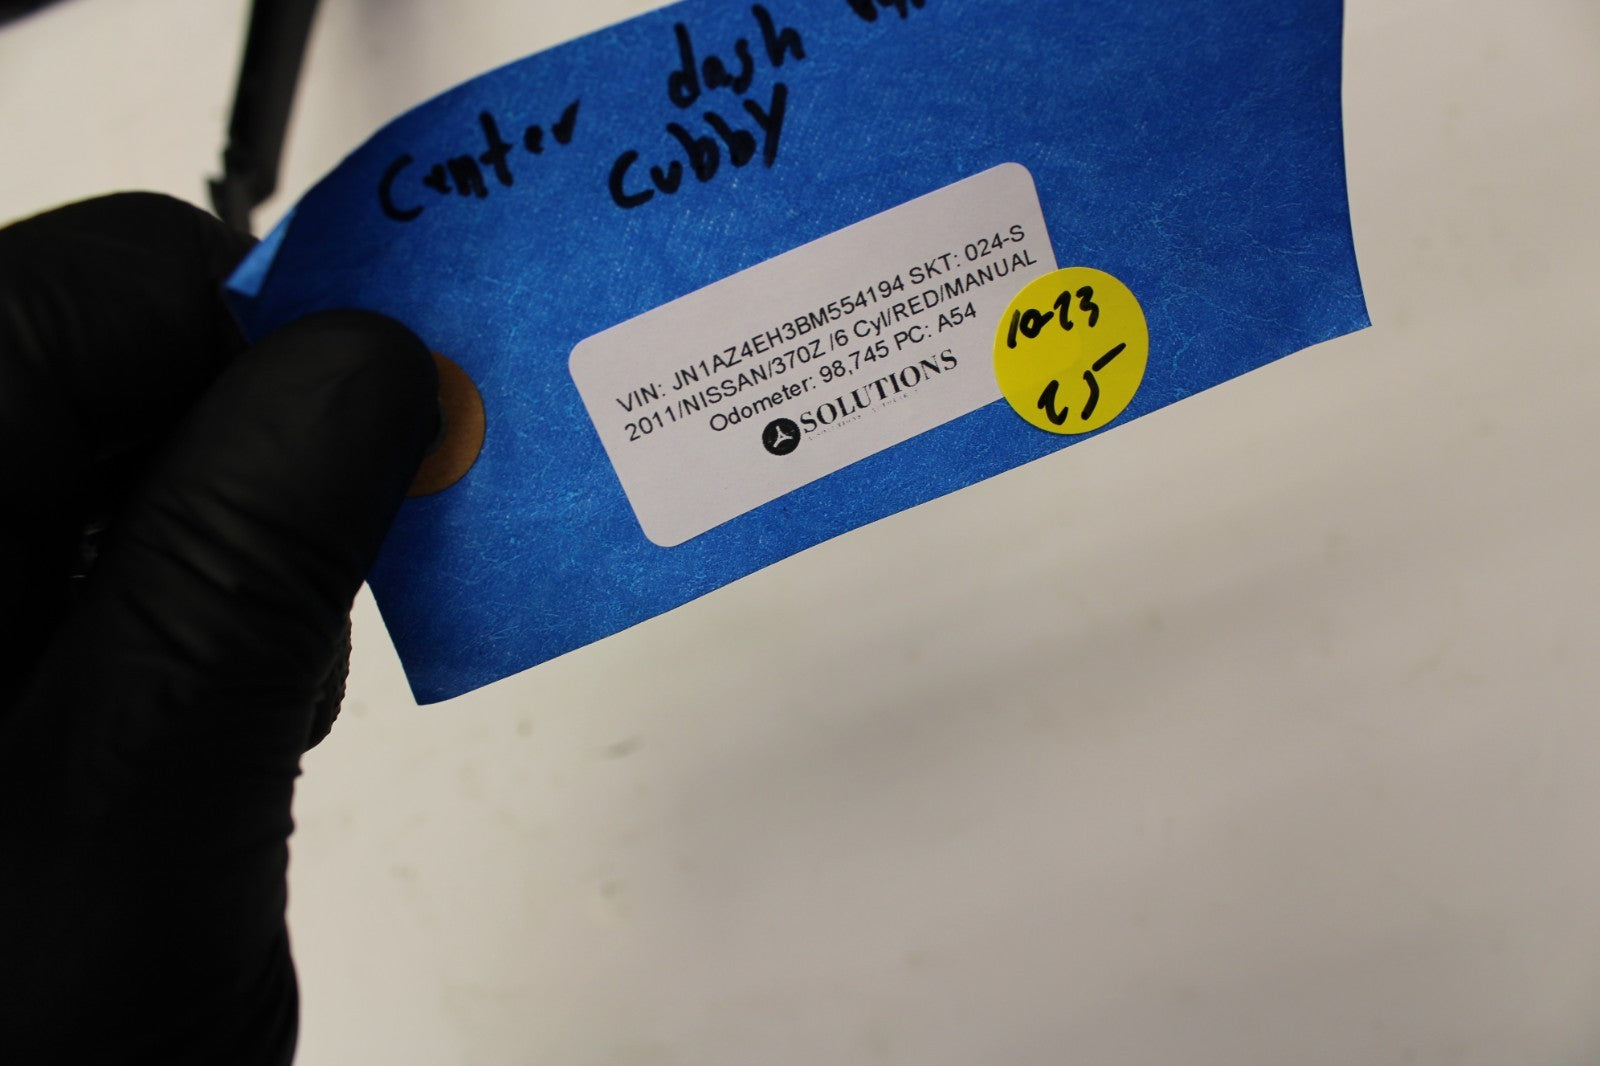 Center dash
cubby
VIN: JN1AZ4EH3BM554194 SKT: 024-S
2011/NISSAN/370Z /6 Cyl/RED/MANUAL
Odometer: 98,745 PC: A54
SOLUTIONS
10-23
25